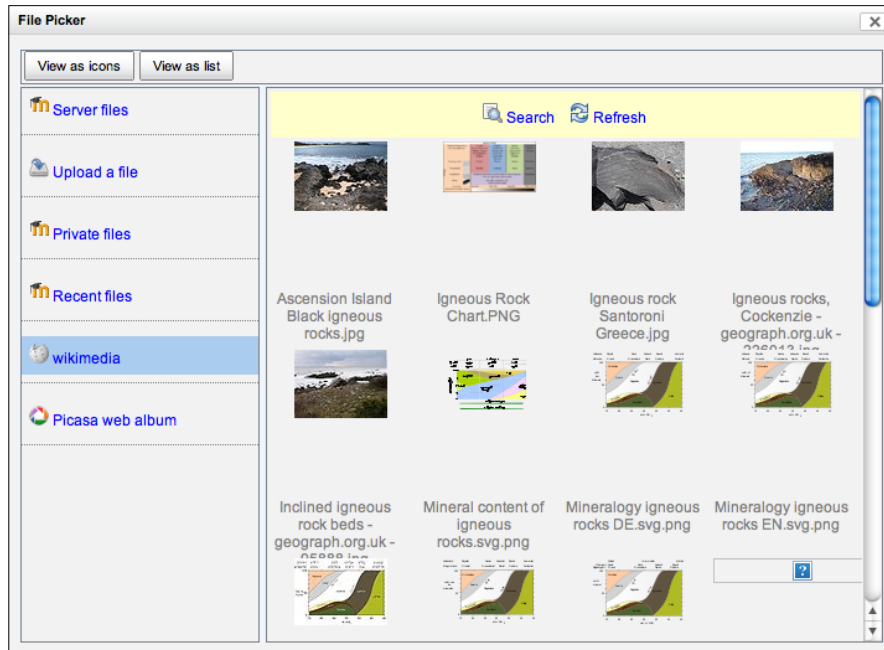 File Picker
View as icons
View as list
Server files
Upload a file
Private files
Recent files
wikimedia
Picasa web album
Search
Refresh
Ascension Island
Black igneous
rocks.jpg
Igneous Rock
Chart.PNG
Igneous rock
Santoroni
Greece.jpg
Igneous rocks,
Cockenzie -
geograph.org.uk -
Inclined igneous
rock beds -
geograph.org.uk -
Mineral content of
igneous
rocks.svg.png
Mineralogy igneous
rocks DE.svg.png
Mineralogy igneous
rocks EN.svg.png
?